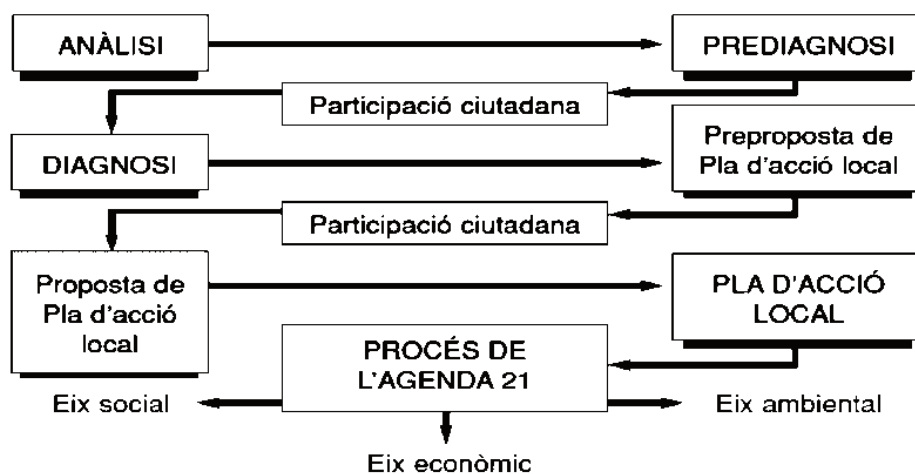 ANÀLISI
PREDIAGNOSI
Participació ciutadana
DIAGNOSI
Preproposta de
Pla d'acció local
Participació ciutadana
Proposta de
Pla d'acció
local
PLA D'ACCIÓ
LOCAL
PROCÉS DE
L'AGENDA 21
Eix social
Eix ambiental
Eix econòmic